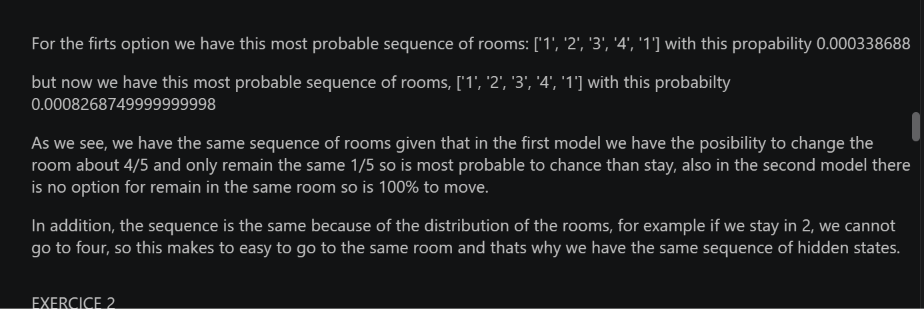 For the firts option we have this most probable sequence of rooms: ['1', '2', '3', '4', '1'] with this propability 0.000338688
but now we have this most probable sequence of rooms, ['1', '2', '3', '4', '1'] with this probabilty
0.0008268749999999998
As we see, we have the same sequence of rooms given that in the first model we have the posibility to change the
room about 4/5 and only remain the same 1/5 so is most probable to chance than stay, also in the second model there
is no option for remain in the same room so is 100% to move.
In addition, the sequence is the same because of the distribution of the rooms, for example if we stay in 2, we cannot
go to four, so this makes to easy to go to the same room and thats why we have the same sequence of hidden states.
EXERCICE 2